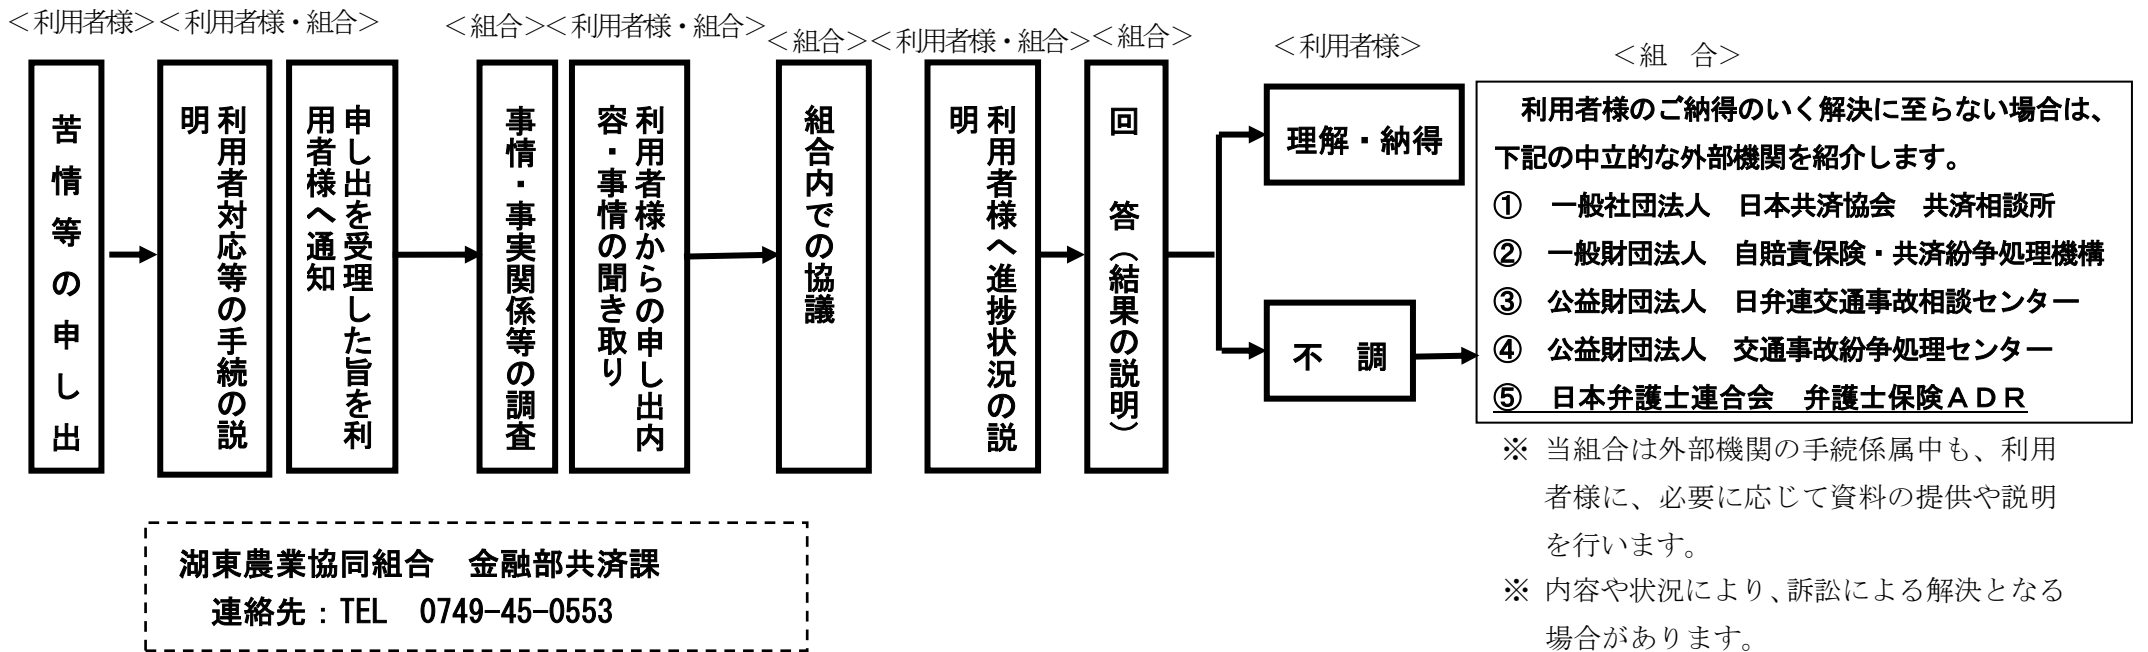 ＜利用者様＞
＜利用者様・組合＞
＜組合＞
＜利用者様・組合＞
＜組合＞
＜利用者様・組合＞
＜組合＞
＜利用者様＞
＜組　合＞
苦情等の申し出
利用者対応等の手続の説
明
申し出を受理した旨を利
用者様へ通知
事情・事実関係等の調査
利用者様からの申し出内
容・事情の聞き取り
組合内での協議
利用者様へ進捗状況の説
明
回　答（結果の説明）
理解・納得
不　調
利用者様のご納得のいく解決に至らない場合は、
下記の中立的な外部機関を紹介します。
①　一般社団法人　日本共済協会　共済相談所
②　一般財団法人　自賠責保険・共済紛争処理機構
③　公益財団法人　日弁連交通事故相談センター
④　公益財団法人　交通事故紛争処理センター
⑤　日本弁護士連合会　弁護士保険ＡＤＲ
※ 当組合は外部機関の手続係属中も、利用
者様に、必要に応じて資料の提供や説明
を行います。
※ 内容や状況により、訴訟による解決となる
場合があります。
湖東農業協同組合　金融部共済課
連絡先：TEL　0749-45-0553